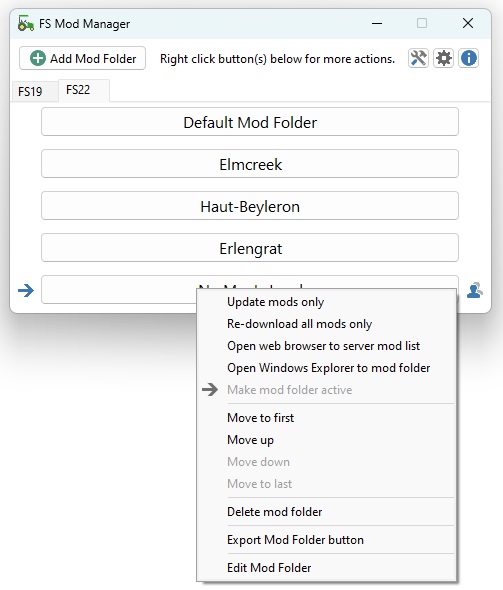 FS Mod Manager
Add Mod Folder
Right click button(s) below for more actions.
FS19
FS22
Default Mod Folder
Elmcreek
Haut-Beyleron
Erlengrat
Update mods only
Re-download all mods only
Open web browser to server mod list
Open Windows Explorer to mod folder
Make mod folder active
Move to first
Move up
Move down
Move to last
Delete mod folder
Export Mod Folder button
Edit Mod Folder